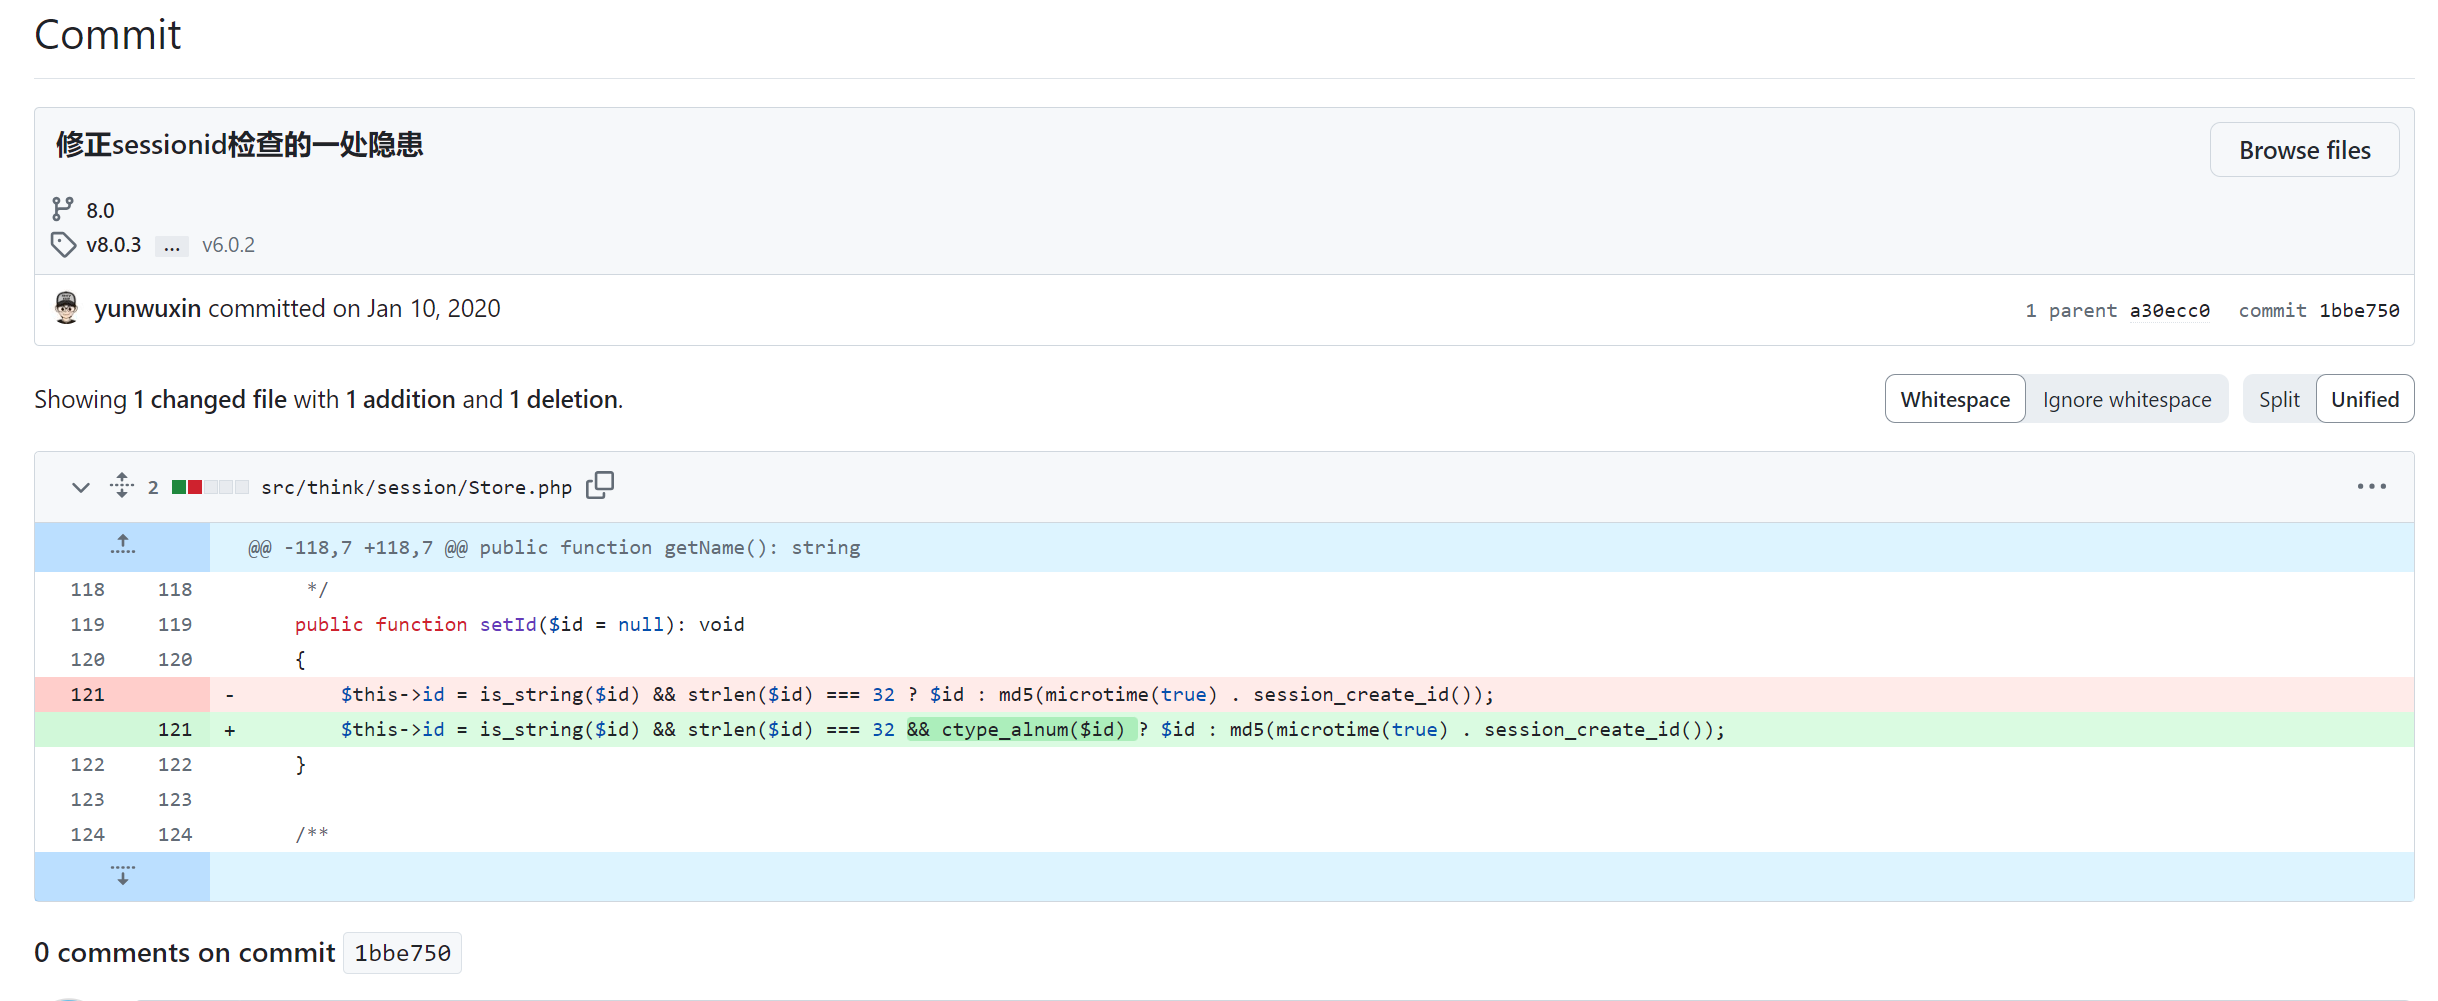 Commit
修正sessionid检查的一处隐患
Browse files
8.0
v8.0.3 ... v6.0.2
yunwuxin committed on Jan 10, 2020
1 parent a30ecc0 commit 1bbe750
Showing 1 changed file with 1 addition and 1 deletion.
Whitespace Ignore whitespace Split Unified
2 src/think/session/Store.php
@@ -118,7 +118,7 @@ public function getName(): string
118 118 */
119 119 public function setId($id = null): void
120 120 {
121 - $this->id = is_string($id) && strlen($id) === 32 ? $id : md5(microtime(true) . session_create_id());
121 + $this->id = is_string($id) && strlen($id) === 32 && ctype_alnum($id) ? $id : md5(microtime(true) . session_create_id());
122 122 }
123 123
124 124 /**
0 comments on commit 1bbe750